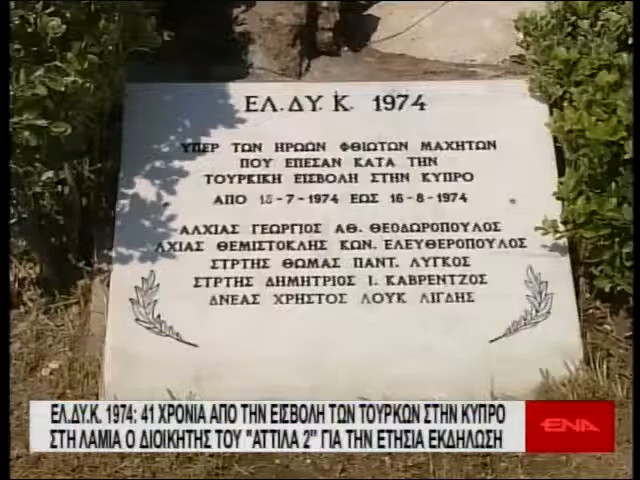 ΕΛ.ΔΥ.Κ. 1974
ΥΠΕΡ ΤΩΝ ΗΡΩΩΝ ΦΘΙΩΤΩΝ ΜΑΧΗΤΩΝ
ΠΟΥ ΕΠΕΣΑΝ ΚΑΤΑ ΤΗΝ
ΤΟΥΡΚΙΚΗ ΕΙΣΒΟΛΗ ΣΤΗΝ ΚΥΠΡΟ
ΑΠΟ 15-7-1974 ΕΩΣ 16-8-1974
ΑΛΧΙΑΣ ΓΕΩΡΓΙΟΣ ΑΘ. ΘΕΟΔΩΡΟΠΟΥΛΟΣ
ΛΧΙΑΣ ΘΕΜΙΣΤΟΚΛΗΣ ΚΩΝ. ΕΛΕΥΘΕΡΟΠΟΥΛΟΣ
ΣΤΡΤΗΣ ΘΩΜΑΣ ΠΑΝΤ. ΛΥΓΚΟΣ
ΣΤΡΤΗΣ ΔΗΜΗΤΡΙΟΣ Ι. ΚΑΒΡΕΝΤΖΟΣ
ΔΝΕΑΣ ΧΡΗΣΤΟΣ ΛΟΥΚ ΛΙΓΔΗΣ
ΕΛ.ΔΥ.Κ. 1974: 41 ΧΡΟΝΙΑ ΑΠΟ ΤΗΝ ΕΙΣΒΟΛΗ ΤΩΝ ΤΟΥΡΚΩΝ ΣΤΗΝ ΚΥΠΡΟ
ΣΤΗ ΛΑΜΙΑ Ο ΔΙΟΙΚΗΤΗΣ ΤΟΥ "ΑΤΤΙΛΑ 2" ΓΙΑ ΤΗΝ ΕΤΗΣΙΑ ΕΚΔΗΛΩΣΗ
ΕΝΑ